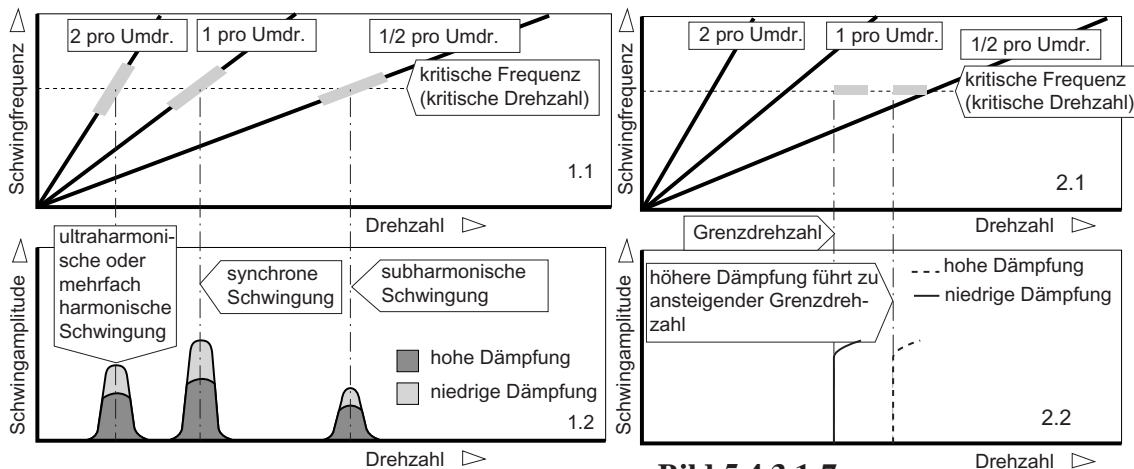 Schwingfrequenz
2 pro Umdr.
1 pro Umdr.
1/2 pro Umdr.
kritische Frequenz
(kritische Drehzahl)
1.1
Drehzahl
Schwingfrequenz
2 pro Umdr.
1 pro Umdr.
1/2 pro Umdr.
kritische Frequenz
(kritische Drehzahl)
2.1
Drehzahl
Schwingamplitude
ultraharmoni-
sche oder
mehrfach
harmonische
Schwingung
synchrone
Schwingung
subharmonische
Schwingung
hohe Dämpfung
niedrige Dämpfung
1.2
Drehzahl
Schwingamplitude
Grenzdrehzahl
höhere Dämpfung führt zu
ansteigender Grenzdreh-
zahl
hohe Dämpfung
niedrige Dämpfung
2.2
Drehzahl